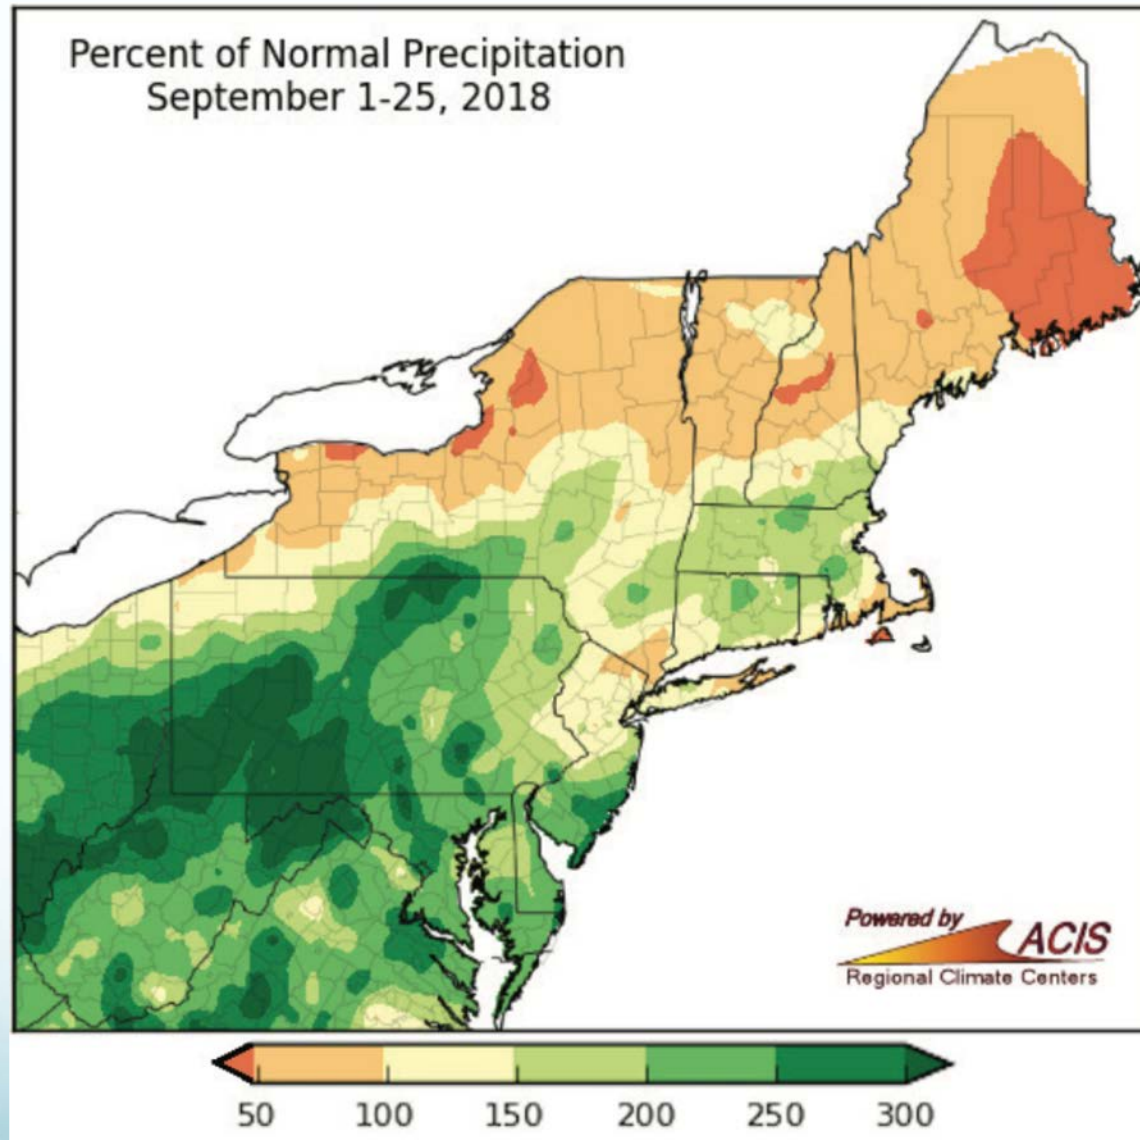 Percent of Normal Precipitation
September 1-25, 2018
Powered by
ACIS
Regional Climate Centers
50 100 150 200 250 300